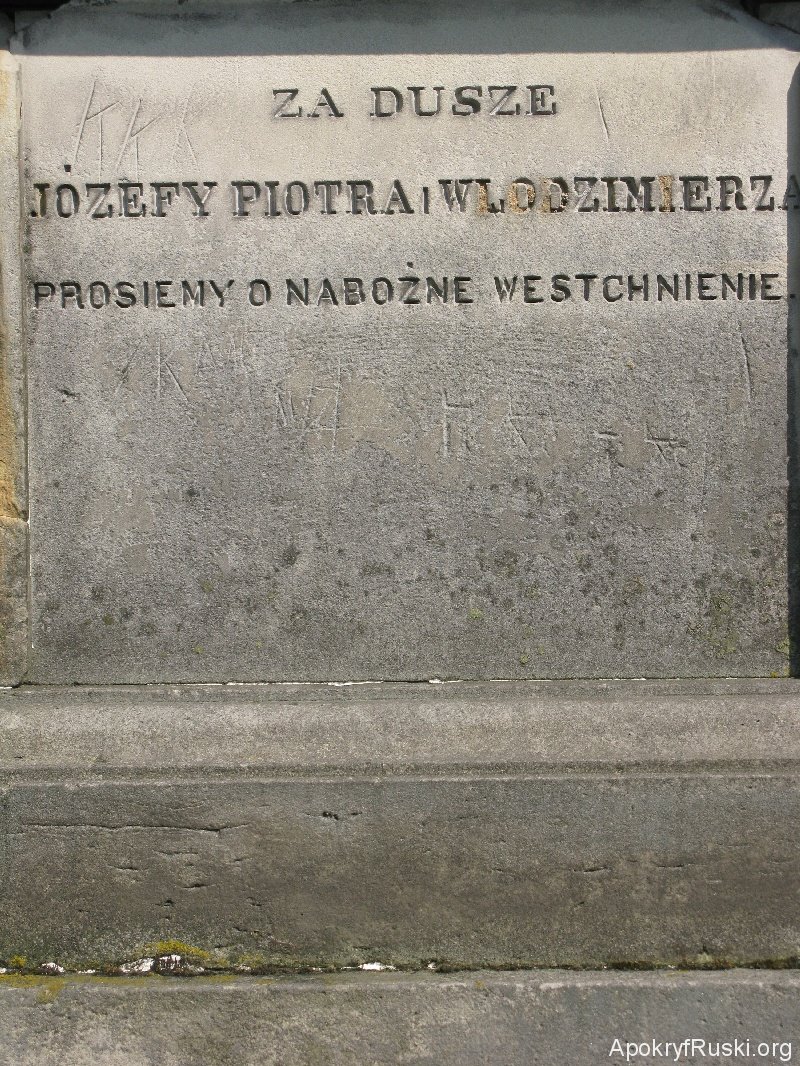 ZA DUSZE
JÓZEFY PIOTRA I WŁODZIMIERZA
PROSIEMY O NABOŻNE WESTCHNIENIE.
ApokryfRuski.org